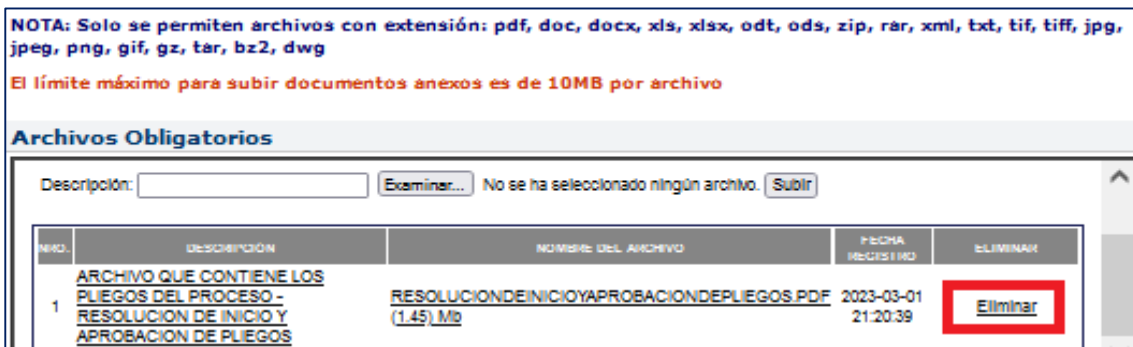 NOTA: Solo se permiten archivos con extensión: pdf, doc, docx, xls, xlsx, odt, ods, zip, rar, xml, txt, tif, tiff, jpg,
jpeg, png, gif, gz, tar, bz2, dwg
El límite máximo para subir documentos anexos es de 10MB por archivo
Archivos Obligatorios
Descripción: Examinar... No se ha seleccionado ningún archivo. Subir
NRO. DESCRIPCIÓN NOMBRE DEL ARCHIVO FECHA REGISTRO ELIMINAR
1 ARCHIVO QUE CONTIENE LOS
PLIEGOS DEL PROCESO -
RESOLUCION DE INICIO Y
APROBACION DE PLIEGOS
RESOLUCIONDEINICIOYAPROBACIONDEPLIEGOS.PDF
(1.45) Mb
2023-03-01
21:20:39
Eliminar